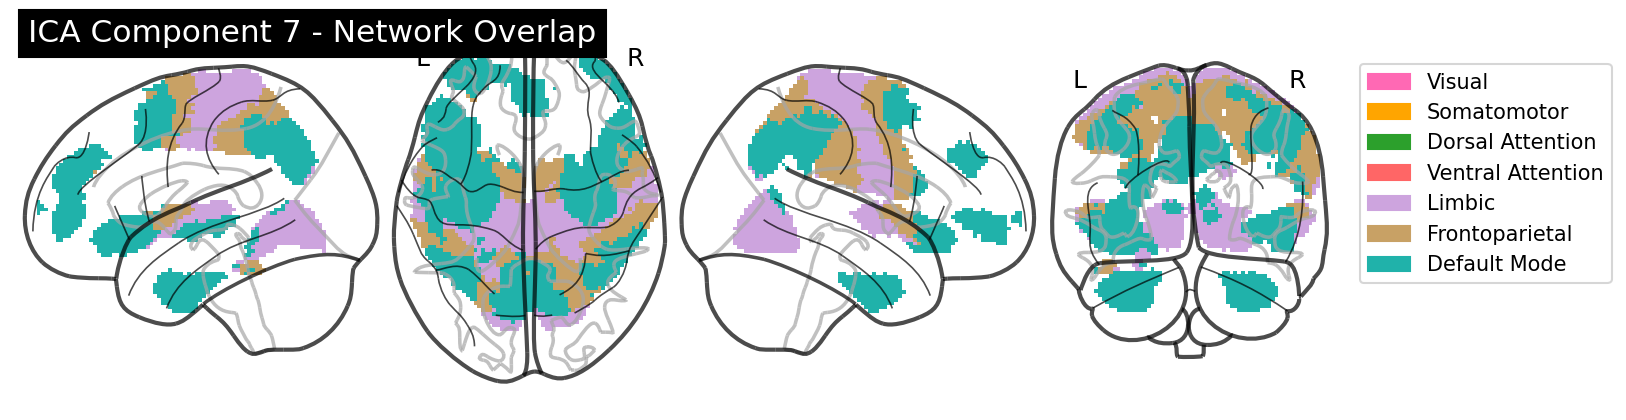 ICA Component 7 - Network Overlap
L
R
L
R
Visual
Somatomotor
Dorsal Attention
Ventral Attention
Limbic
Frontoparietal
Default Mode